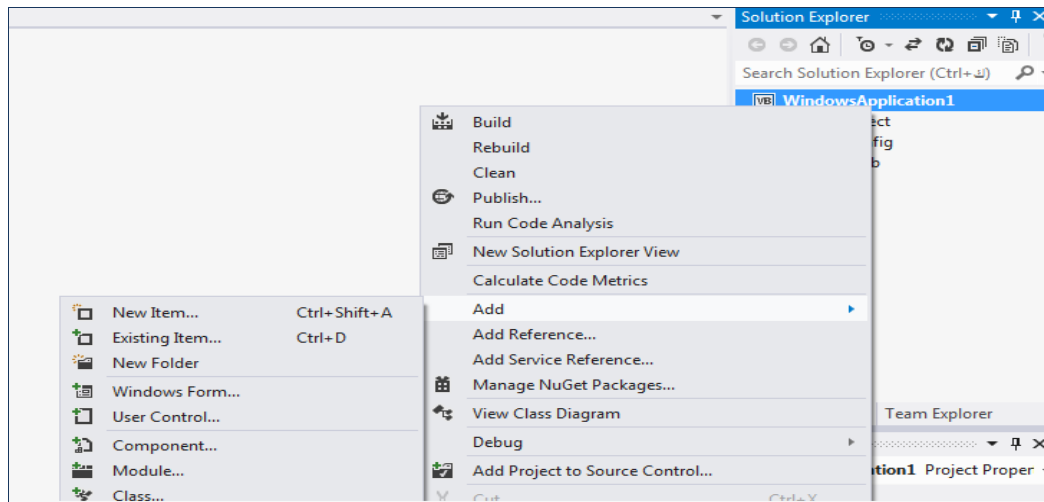 Solution Explorer
Search Solution Explorer (Ctrl+ك)
VB WindowsApplication1
Build
Rebuild
Clean
Publish...
Run Code Analysis
New Solution Explorer View
Calculate Code Metrics
Add
Add Reference...
Add Service Reference...
Manage NuGet Packages...
View Class Diagram
Debug
Add Project to Source Control...
Cut Ctrl+X
New Item... Ctrl+Shift+A
Existing Item... Ctrl+D
New Folder
Windows Form...
User Control...
Component...
Module...
Class...
ect
fig
b
Team Explorer
tion1 Project Proper